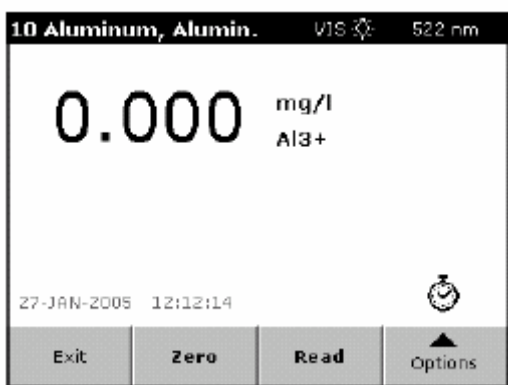 10 Aluminum, Alumin. VIS 522 nm
0.000 mg/l
Al3+
27-JAN-2005 12:12:14
Exit Zero Read Options